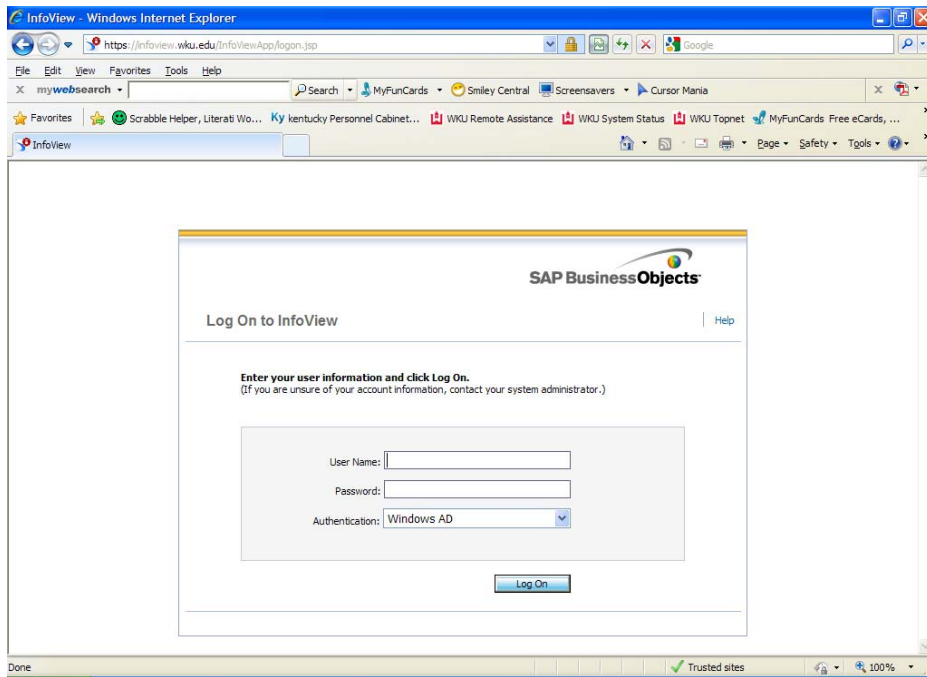 InfoView - Windows Internet Explorer
https://infoview.wku.edu/InfoViewApp/logon.jsp Google
File Edit View Favorites Tools Help
X mywebsearch Search MyFunCards Smiley Central Screensavers Cursor Mania x
Favorites Scrabble Helper, Literati Wo... Ky kentucky Personnel Cabinet... WKU Remote Assistance WKU System Status WKU Topnet MyFunCards Free eCards, ...
InfoView Page Safety Tools
SAP BusinessObjects
Log On to InfoView Help
Enter your user information and click Log On.
(If you are unsure of your account information, contact your system administrator.)
User Name:
Password:
Authentication: Windows AD
Log On
Done Trusted sites 100%